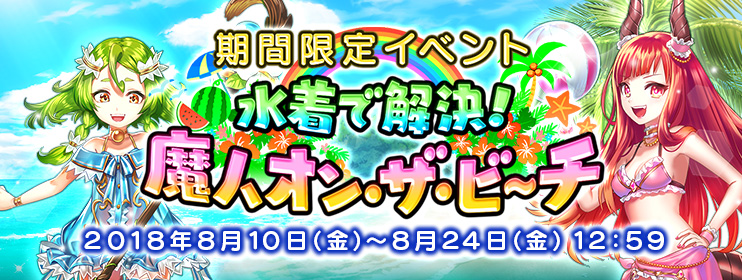 期間限定イベント
水着で解決!
魔人オン・ザ・ビ〜チ
2018年8月10日(金)〜8月24日(金) 12:59